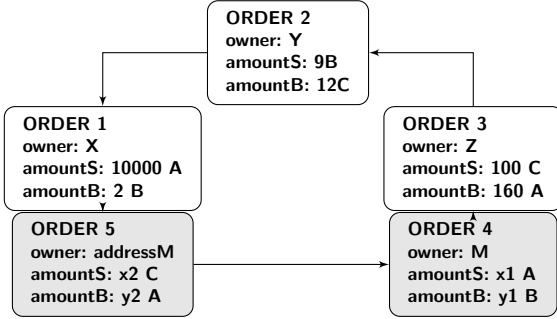 ORDER 2
owner: Y
amountS: 9B
amountB: 12C
ORDER 1
owner: X
amountS: 10000 A
amountB: 2 B
ORDER 3
owner: Z
amountS: 100 C
amountB: 160 A
ORDER 5
owner: addressM
amountS: x2 C
amountB: y2 A
ORDER 4
owner: M
amountS: x1 A
amountB: y1 B